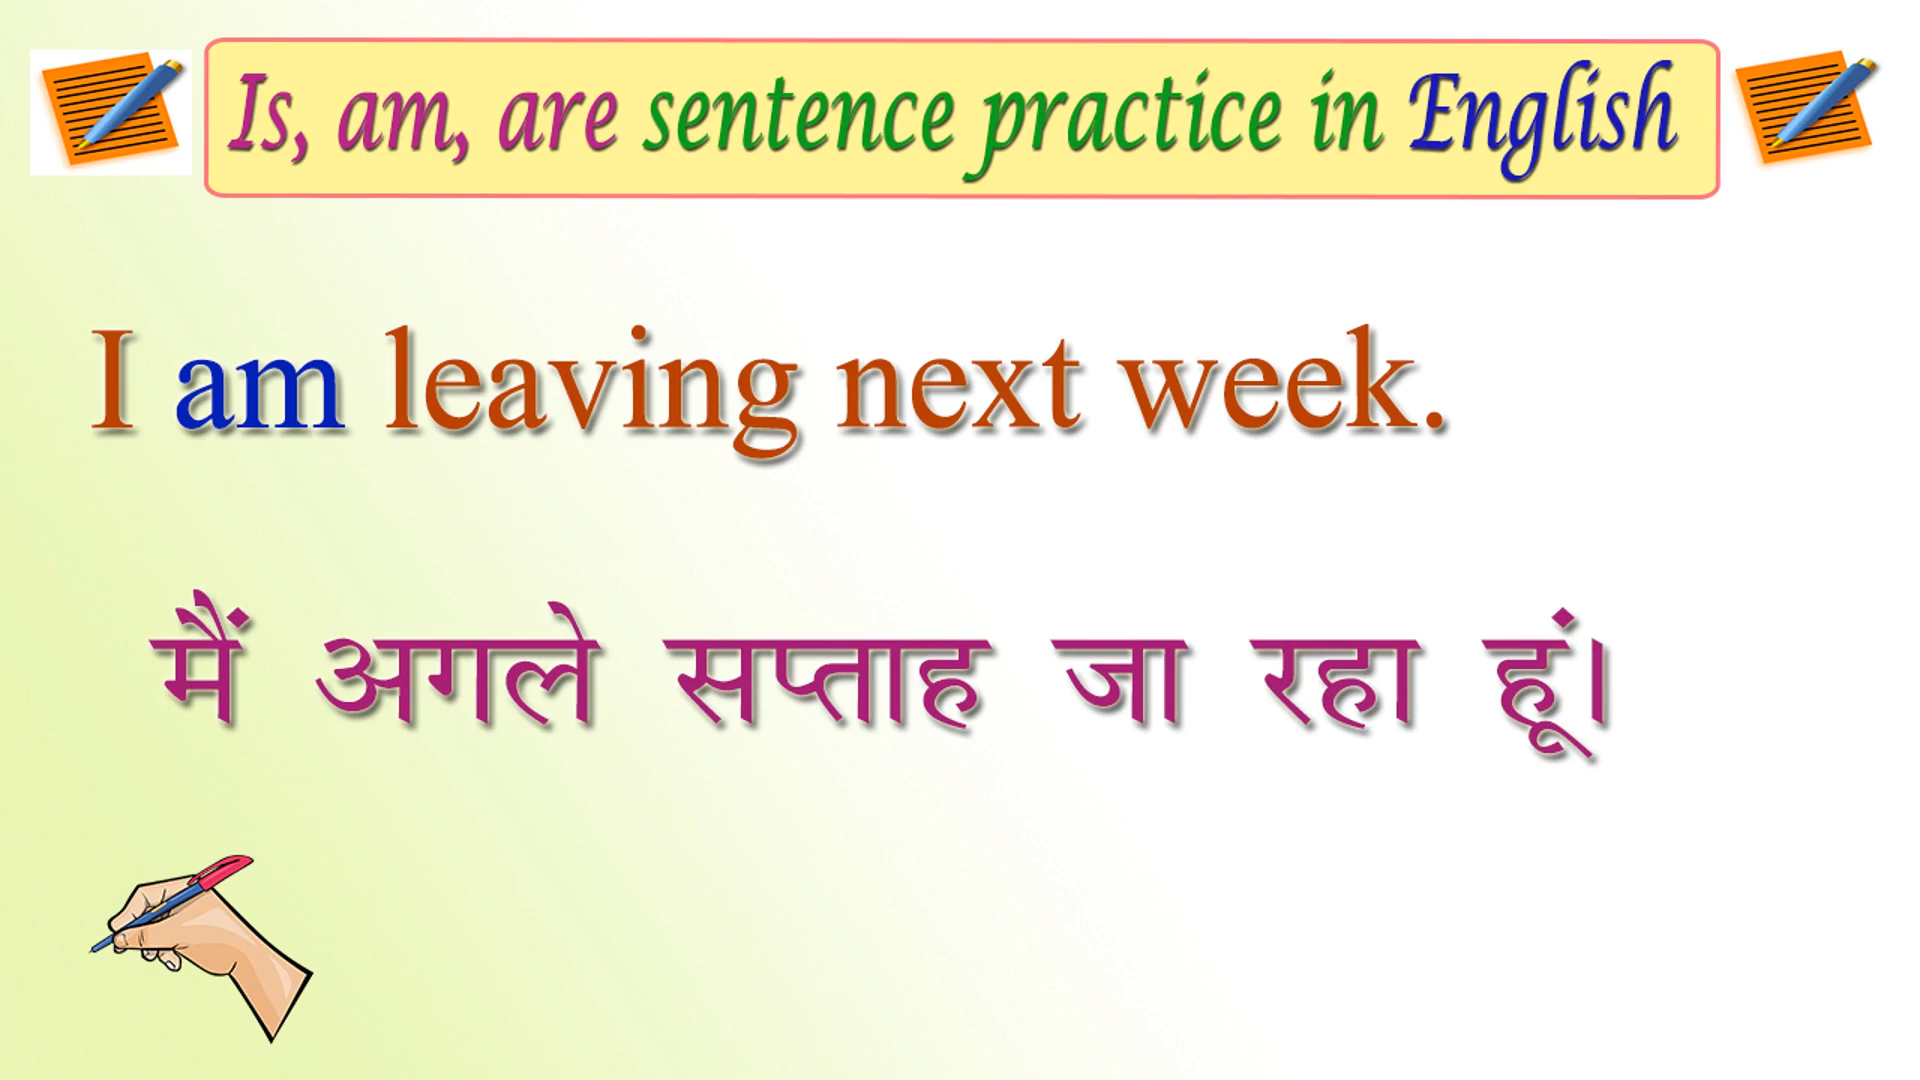 Is, am, are sentence practice in English
I am leaving next week.
मैं अगले सप्ताह जा रहा हूं।